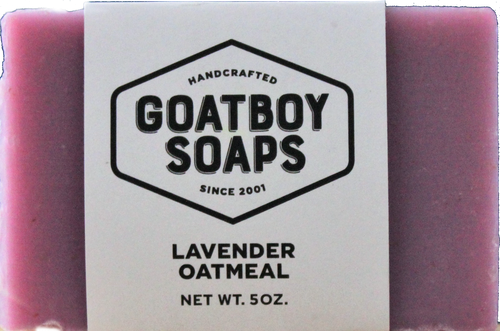 HANDCRAFTED
GOATBOY
SOAPS
SINCE 2001
LAVENDER
OATMEAL
NET WT. 5OZ.